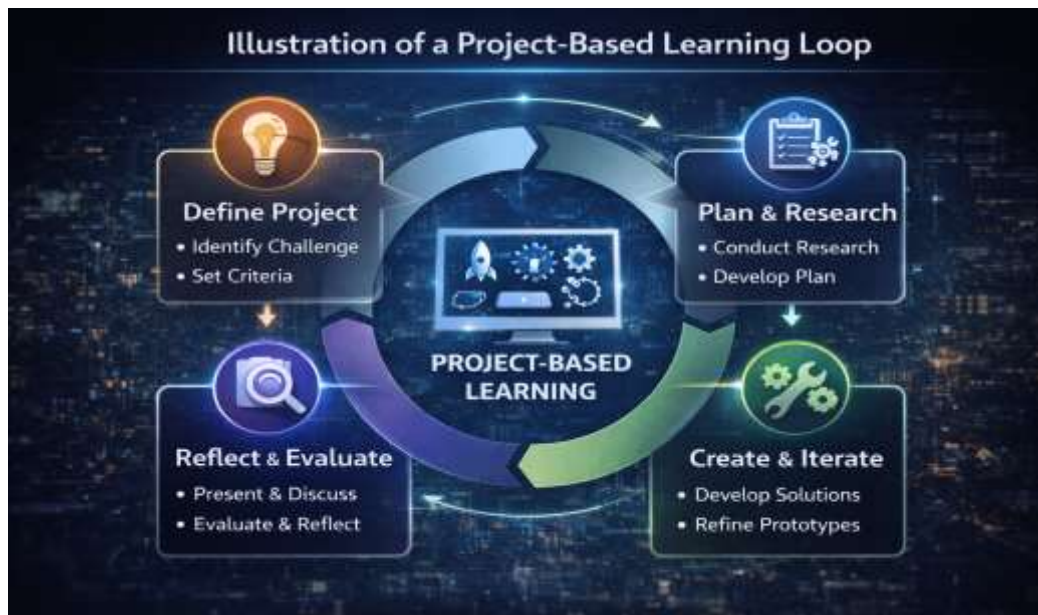 Illustration of a Project-Based Learning Loop
Define Project
• Identify Challenge
• Set Criteria
Plan & Research
• Conduct Research
• Develop Plan
PROJECT-BASED
LEARNING
Reflect & Evaluate
• Present & Discuss
• Evaluate & Reflect
Create & Iterate
• Develop Solutions
• Refine Prototypes